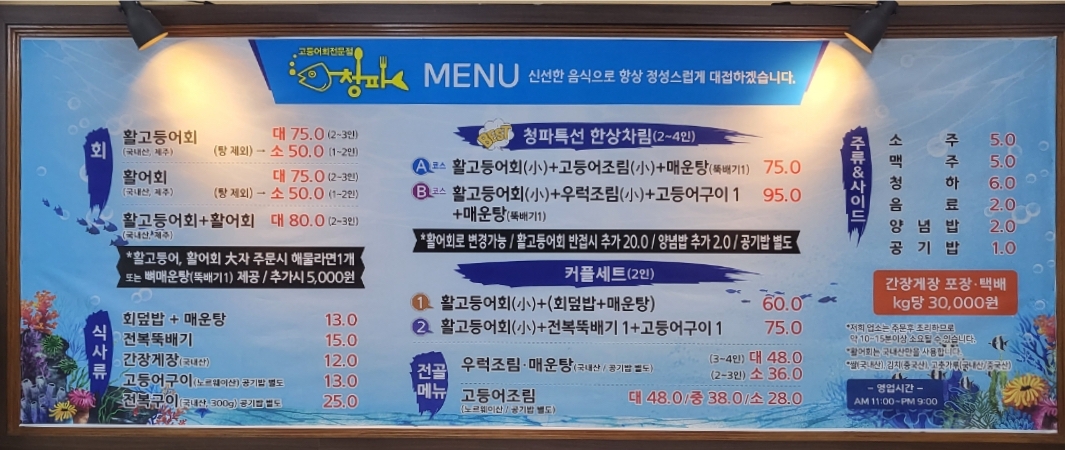 고등어회전문점
청파
MENU 신선한 음식으로 항상 정성스럽게 대접하겠습니다.
회
활고등어회 대 75.0 (2~3인)
(국내산, 제주) (탕 제외) → 소 50.0 (1~2인)
활어회 대 75.0 (2~3인)
(국내산, 제주) (탕 제외) → 소 50.0 (1~2인)
활고등어회+활어회 대 80.0 (2~3인)
(국내산, 제주)
*활고등어, 활어회 大자 주문시 해물라면1개
또는 뼈매운탕(뚝배기1) 제공 / 추가시 5,000원
식사류
회덮밥 + 매운탕 13.0
전복뚝배기 15.0
간장게장(국내산) 12.0
고등어구이(노르웨이산) 공기밥 별도 13.0
전복구이(국내산, 300g) 공기밥 별도 25.0
BEST 청파특선 한상차림(2~4인)
A코스 활고등어회(小)+고등어조림(小)+매운탕(뚝배기1) 75.0
B코스 활고등어회(小)+우럭조림(小)+고등어구이 1 95.0
+매운탕(뚝배기1)
*활어회로 변경가능 / 활고등어회 반접시 추가 20.0 / 양념밥 추가 2.0 / 공기밥 별도
커플세트(2인)
1. 활고등어회(小)+(회덮밥+매운탕) 60.0
2. 활고등어회(小)+전복뚝배기 1+고등어구이 1 75.0
전골메뉴
우럭조림·매운탕(국내산 / 공기밥 별도) (3~4인) 대 48.0
(2~3인) 소 36.0
고등어조림 대 48.0/중 38.0/소 28.0
(노르웨이산 / 공기밥 별도)
주류&사이드
소 주 5.0
맥 주 5.0
청 하 6.0
음 료 2.0
양 념 밥 2.0
공 기 밥 1.0
간장게장 포장·택배
kg당 30,000원
*저희 업소는 주문후 조리하므로
약 10~15분이상 소요될 수 있습니다.
*활어회는 국내산만을 사용합니다.
*쌀(국내산), 김치(중국산), 고춧가루(국내산/중국산)
- 영업시간 -
AM 11:00~PM 9:00